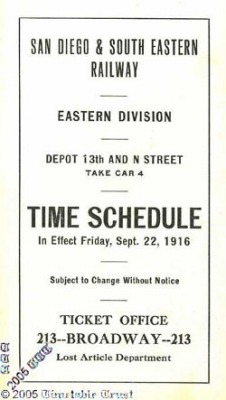 SAN DIEGO & SOUTH EASTERN
RAILWAY
EASTERN DIVISION
DEPOT 13th AND N STREET
TAKE CAR 4
TIME SCHEDULE
In Effect Friday, Sept. 22, 1916
Subject to Change Without Notice
TICKET OFFICE
213--BROADWAY--213
Lost Article Department
© 2005 Timetable Trust